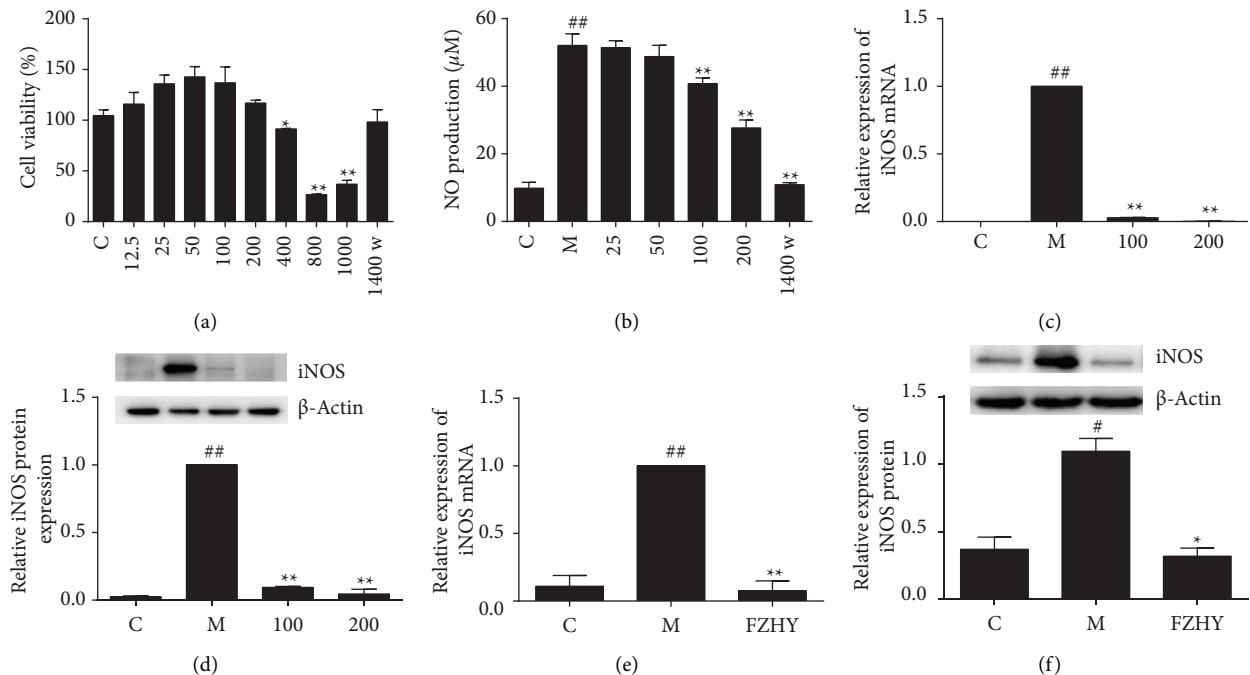 200
150
100
50
0
Cell viability (%)
*
**
**
C
12.5
25
50
100
200
400
800
1000
1400 w
(a)
60
40
20
0
NO production (µM)
##
**
**
**
C
M
25
50
100
200
1400 w
(b)
1.5
1.0
0.5
0.0
Relative expression of
iNOS mRNA
##
**
**
C
M
100
200
(c)
iNOS
β-Actin
1.5
1.0
0.5
0.0
Relative iNOS protein
expression
##
**
**
C
M
100
200
(d)
1.5
1.0
0.5
0.0
Relative expression of
iNOS mRNA
##
**
C
M
FZHY
(e)
iNOS
β-Actin
1.5
1.0
0.5
0.0
Relative expression of
iNOS protein
#
*
C
M
FZHY
(f)